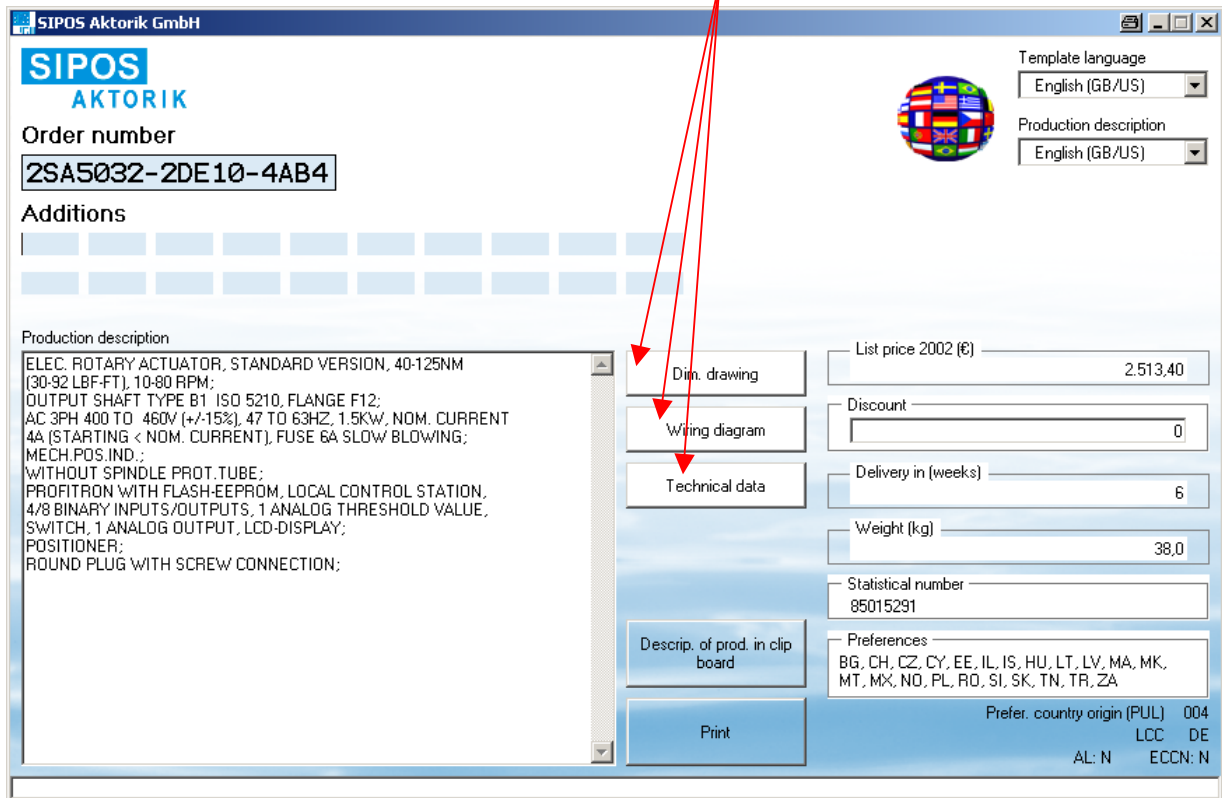 SIPOS Aktorik GmbH
SIPOS
AKTORIK
Template language
English (GB/US)
Production description
English (GB/US)
Order number
2SA5032-2DE10-4AB4
Additions
Production description
ELEC. ROTARY ACTUATOR, STANDARD VERSION, 40-125NM
(30-92 LBF-FT), 10-80 RPM;
OUTPUT SHAFT TYPE B1 ISO 5210, FLANGE F12;
AC 3PH 400 TO 460V (+/-15%), 47 TO 63HZ, 1.5KW, NOM. CURRENT
4A (STARTING < NOM. CURRENT), FUSE 6A SLOW BLOWING;
MECH.POS.IND.;
WITHOUT SPINDLE PROT.TUBE;
PROFITRON WITH FLASH-EEPROM, LOCAL CONTROL STATION,
4/8 BINARY INPUTS/OUTPUTS, 1 ANALOG THRESHOLD VALUE,
SWITCH, 1 ANALOG OUTPUT, LCD-DISPLAY;
POSITIONER;
ROUND PLUG WITH SCREW CONNECTION;
Dim. drawing
Wiring diagram
Technical data
Descrip. of prod. in clip
board
Print
List price 2002 (€)
2.513,40
Discount
0
Delivery in (weeks)
6
Weight (kg)
38,0
Statistical number
85015291
Preferences
BG, CH, CZ, CY, EE, IL, IS, HU, LT, LV, MA, MK,
MT, MX, NO, PL, RO, SI, SK, TN, TR, ZA
Prefer. country origin (PUL) 004
LCC DE
AL: N ECCN: N